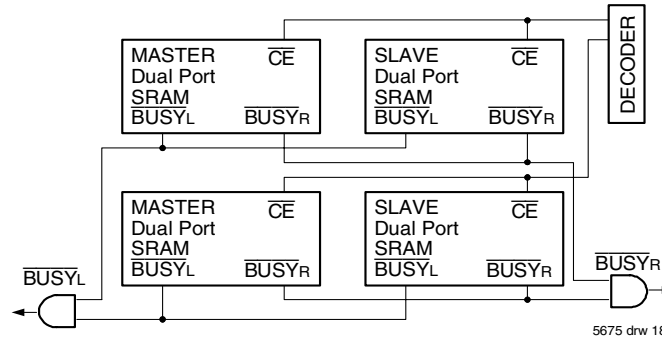 MASTER
Dual Port
SRAM
BUSYL
CE
BUSYR
SLAVE
Dual Port
SRAM
BUSYL
CE
BUSYR
DECODER
MASTER
Dual Port
SRAM
BUSYL
CE
BUSYR
SLAVE
Dual Port
SRAM
BUSYL
CE
BUSYR
BUSYL
BUSYR
5675 drw 18